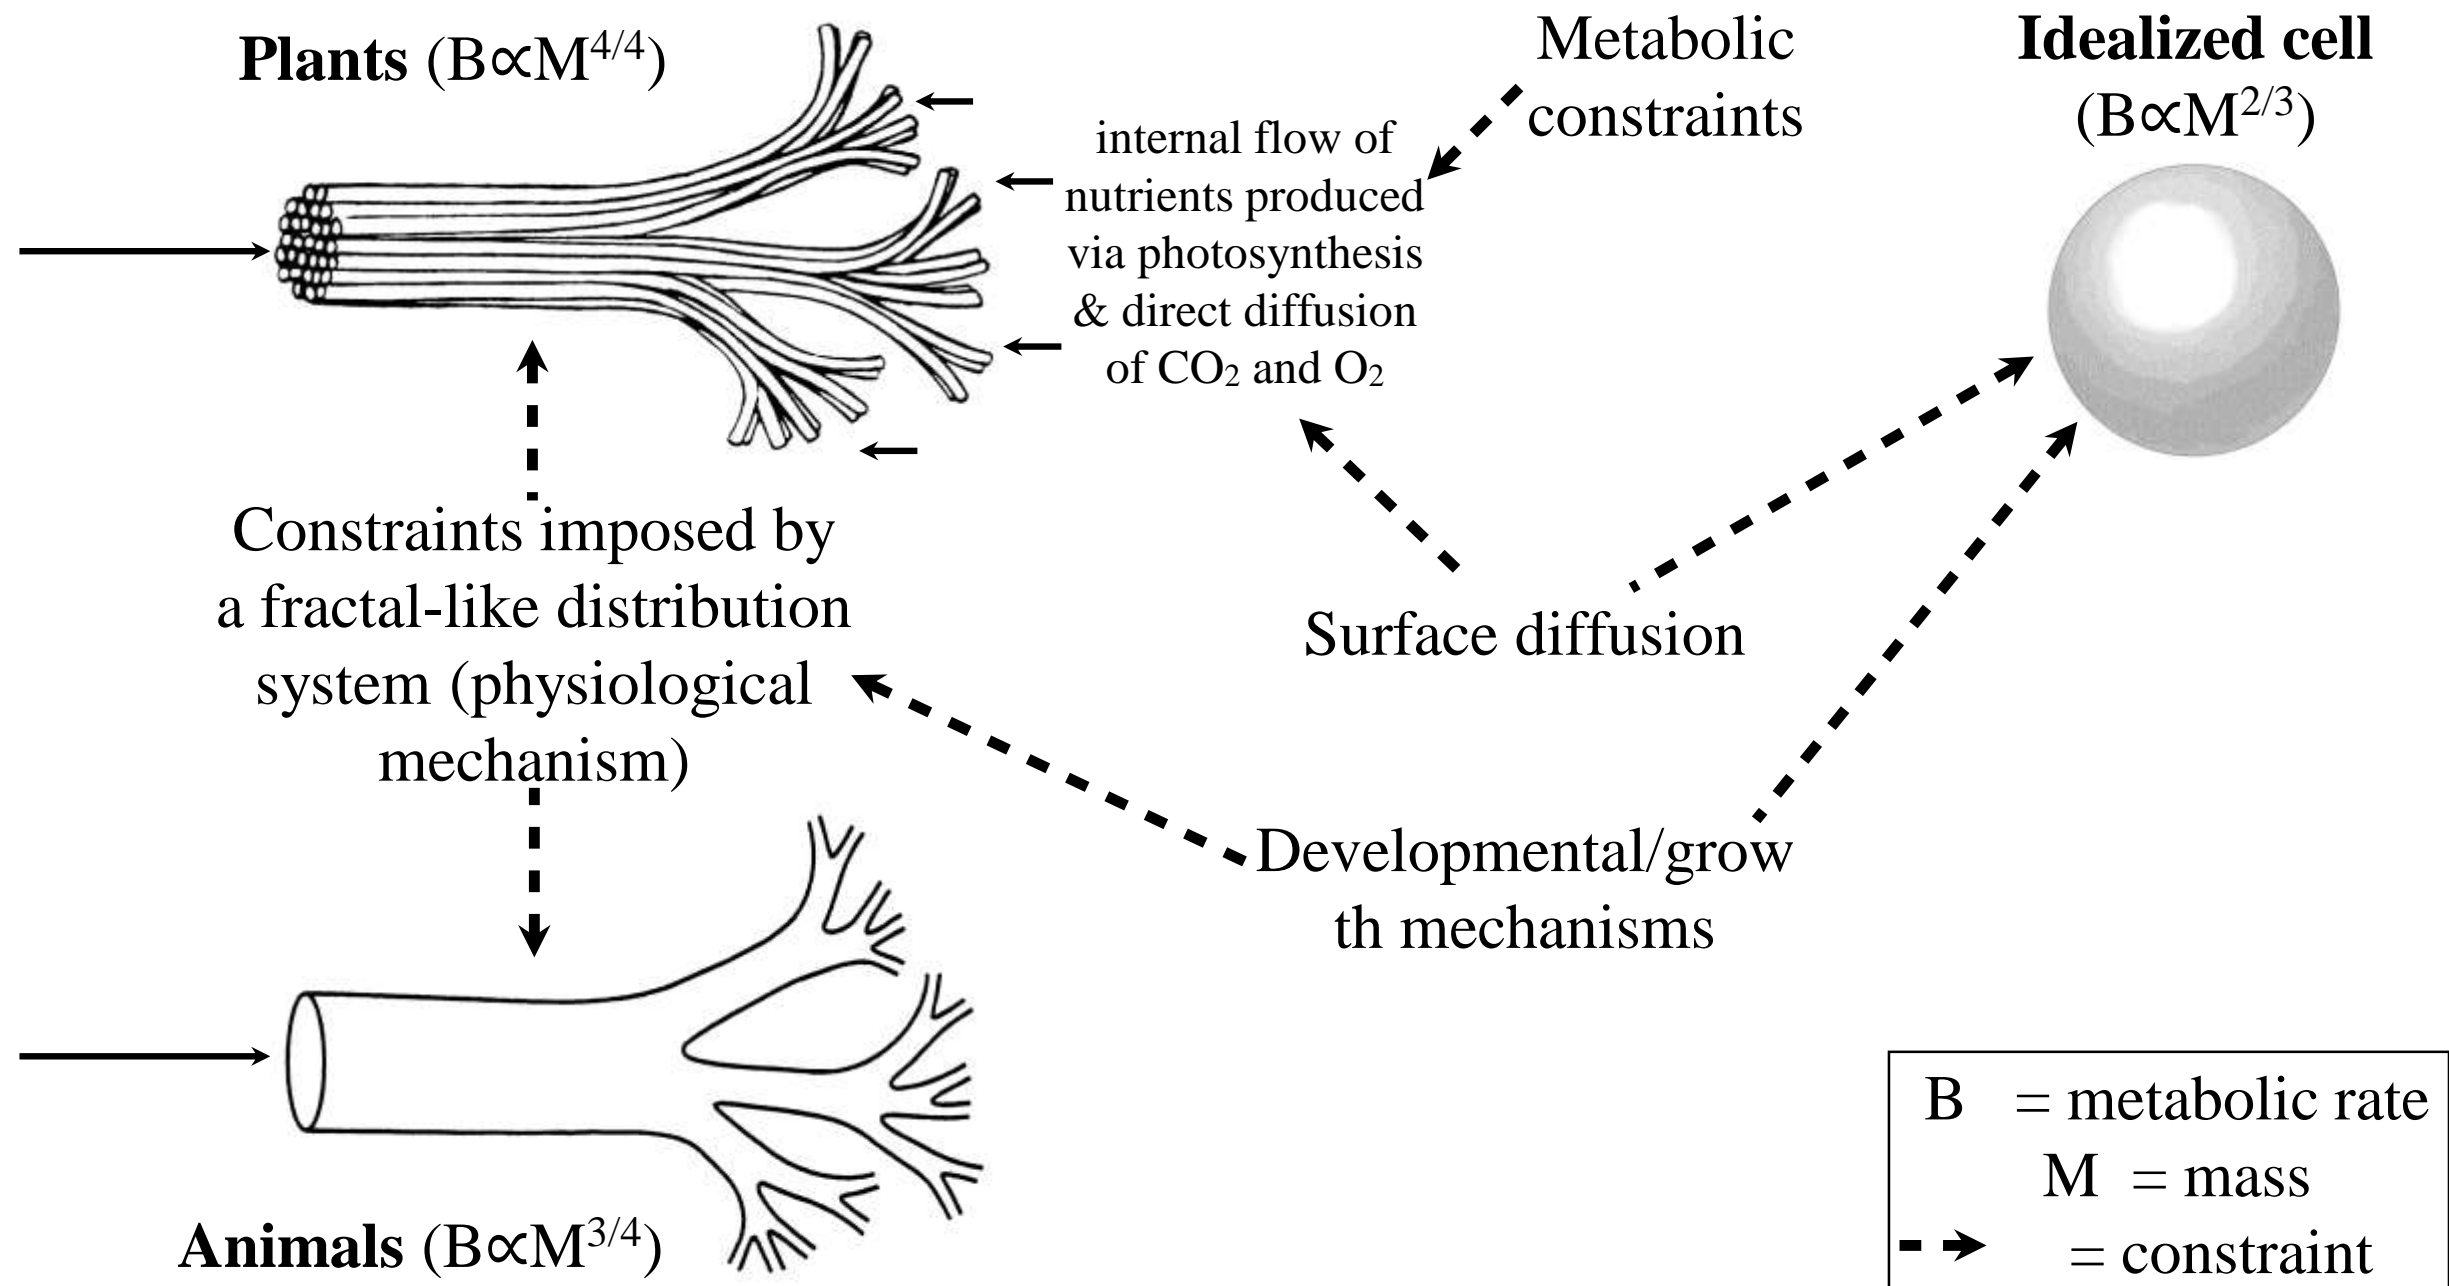 Plants (B∝M4/4)
Metabolic
constraints
Idealized cell
(B∝M2/3)
internal flow of
nutrients produced
via photosynthesis
& direct diffusion
of CO2 and O2
Constraints imposed by
a fractal-like distribution
system (physiological
mechanism)
Surface diffusion
Developmental/grow
th mechanisms
Animals (B∝M3/4)
B = metabolic rate
M = mass
= constraint